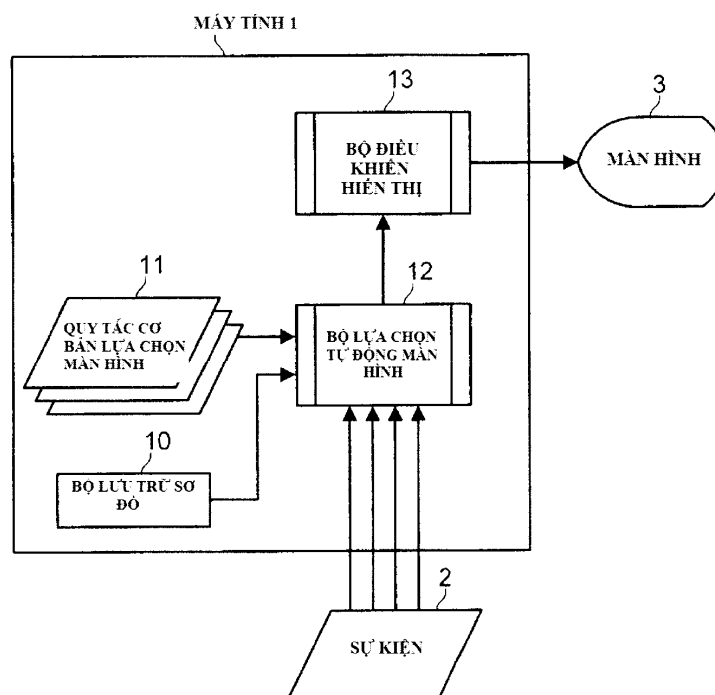 MÁY TÍNH 1
13
3
BỘ ĐIỀU
KHIỂN
HIỂN THỊ
MÀN HÌNH
11
12
QUY TẮC CƠ
BẢN LỰA CHỌN
MÀN HÌNH
BỘ LỰA CHỌN
TỰ ĐỘNG MÀN
HÌNH
10
BỘ LƯU TRỮ SƠ
ĐỒ
2
SỰ KIỆN